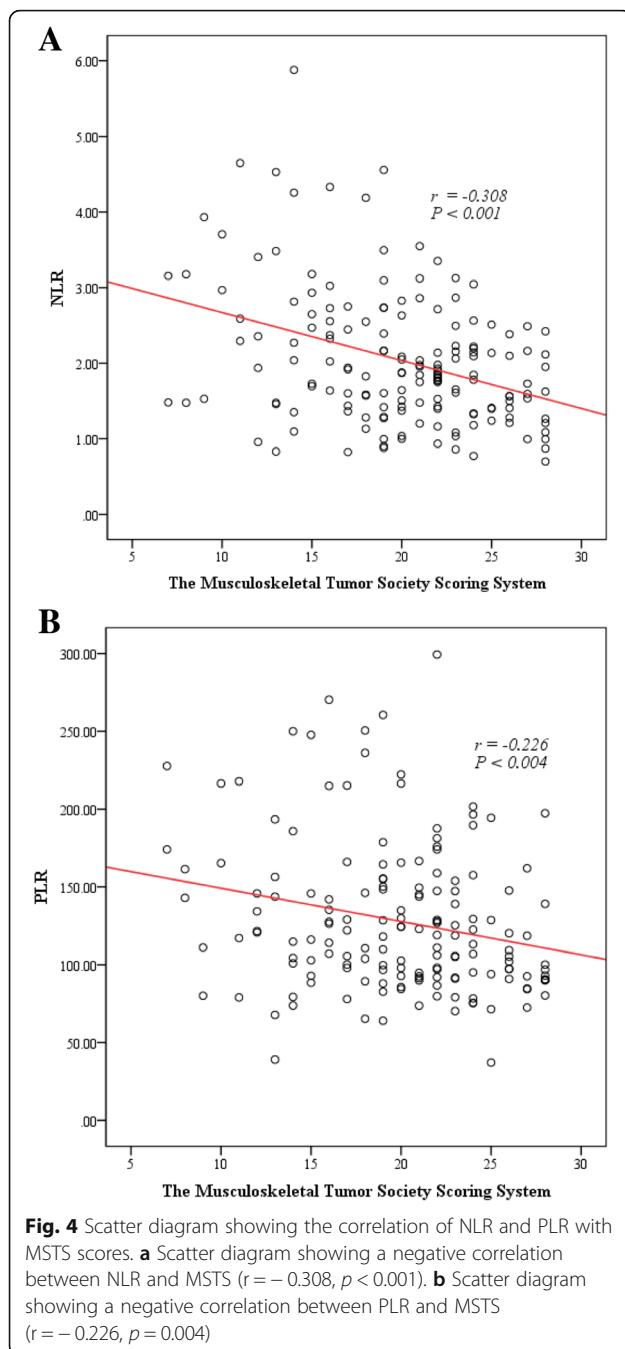 A
6.00
5.00
4.00
3.00
2.00
1.00
.00
NLR
r = -0.308
P < 0.001
5 10 15 20 25 30
The Musculoskeletal Tumor Society Scoring System
B
300.00
250.00
200.00
150.00
100.00
50.00
.00
PLR
r = -0.226
P < 0.004
5 10 15 20 25 30
The Musculoskeletal Tumor Society Scoring System
Fig. 4 Scatter diagram showing the correlation of NLR and PLR with
MSTS scores. a Scatter diagram showing a negative correlation
between NLR and MSTS (r = − 0.308, p < 0.001). b Scatter diagram
showing a negative correlation between PLR and MSTS
(r = − 0.226, p = 0.004)